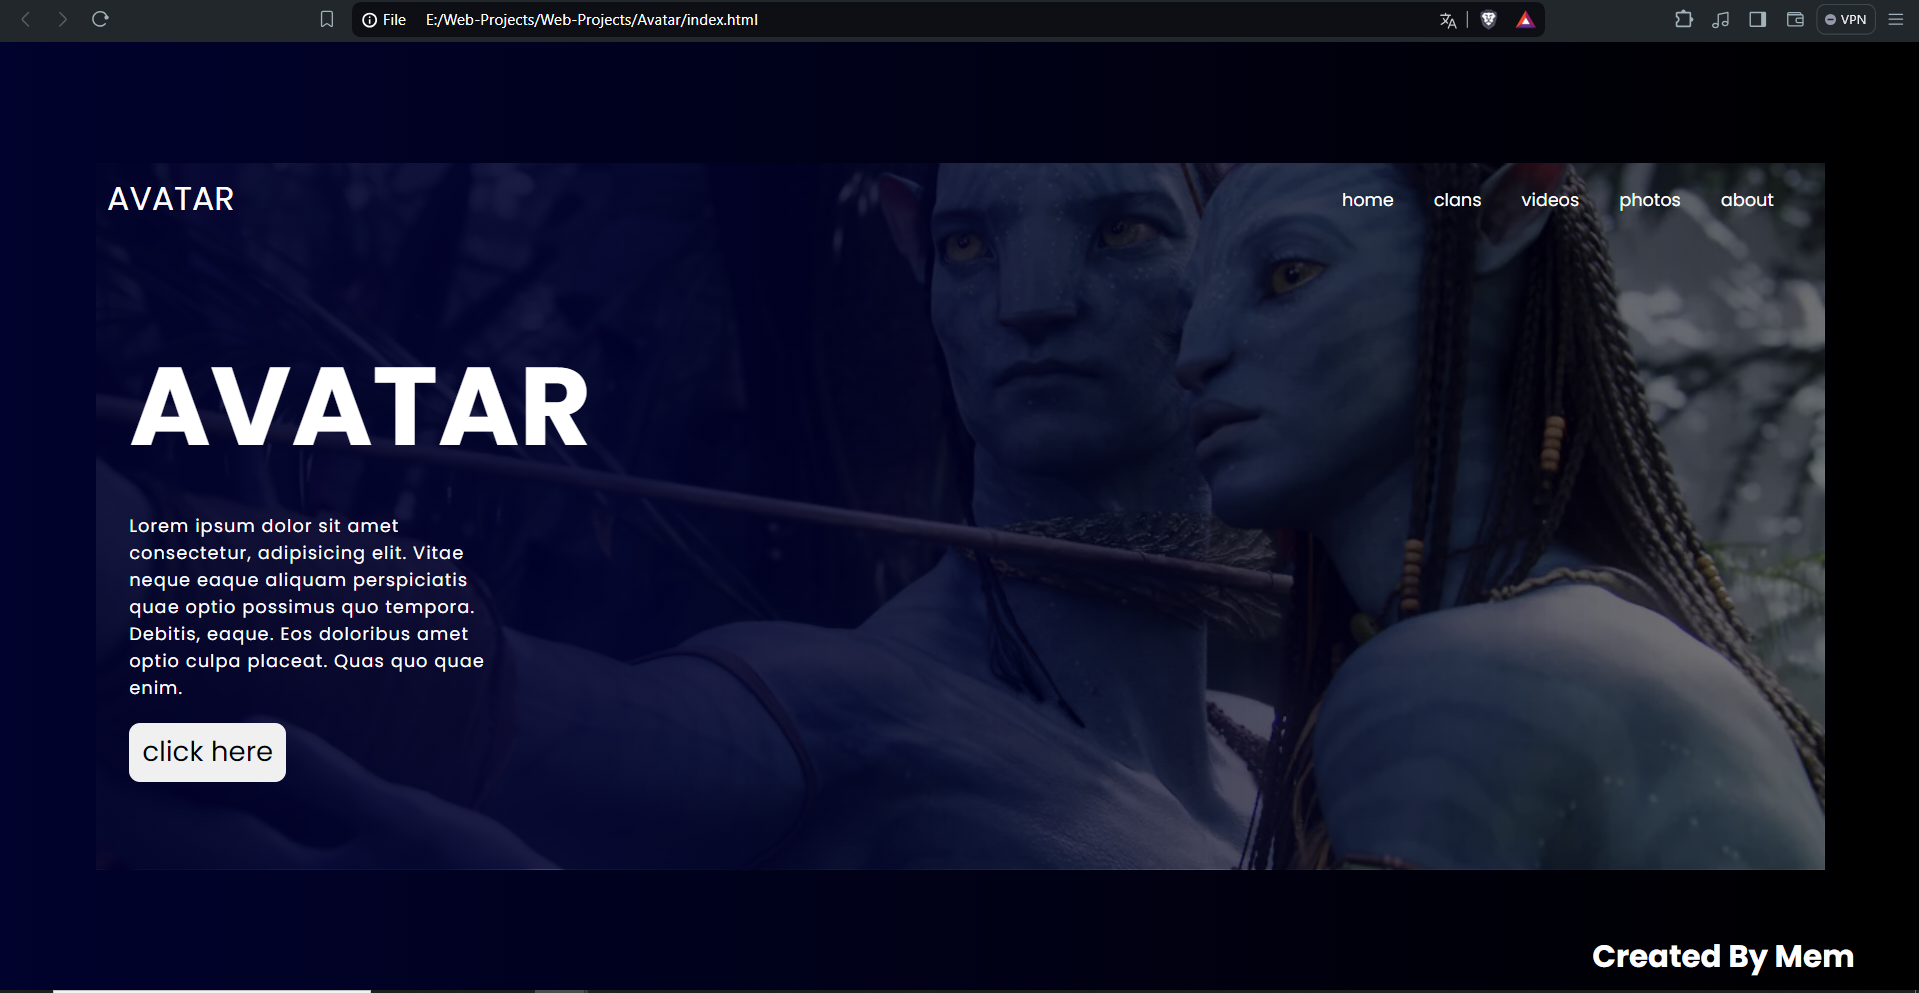 File E:/Web-Projects/Web-Projects/Avatar/index.html
VPN
AVATAR
home clans videos photos about
AVATAR
Lorem ipsum dolor sit amet
consectetur, adipisicing elit. Vitae
neque eaque aliquam perspiciatis
quae optio possimus quo tempora.
Debitis, eaque. Eos doloribus amet
optio culpa placeat. Quas quo quae
enim.
click here
Created By Mem